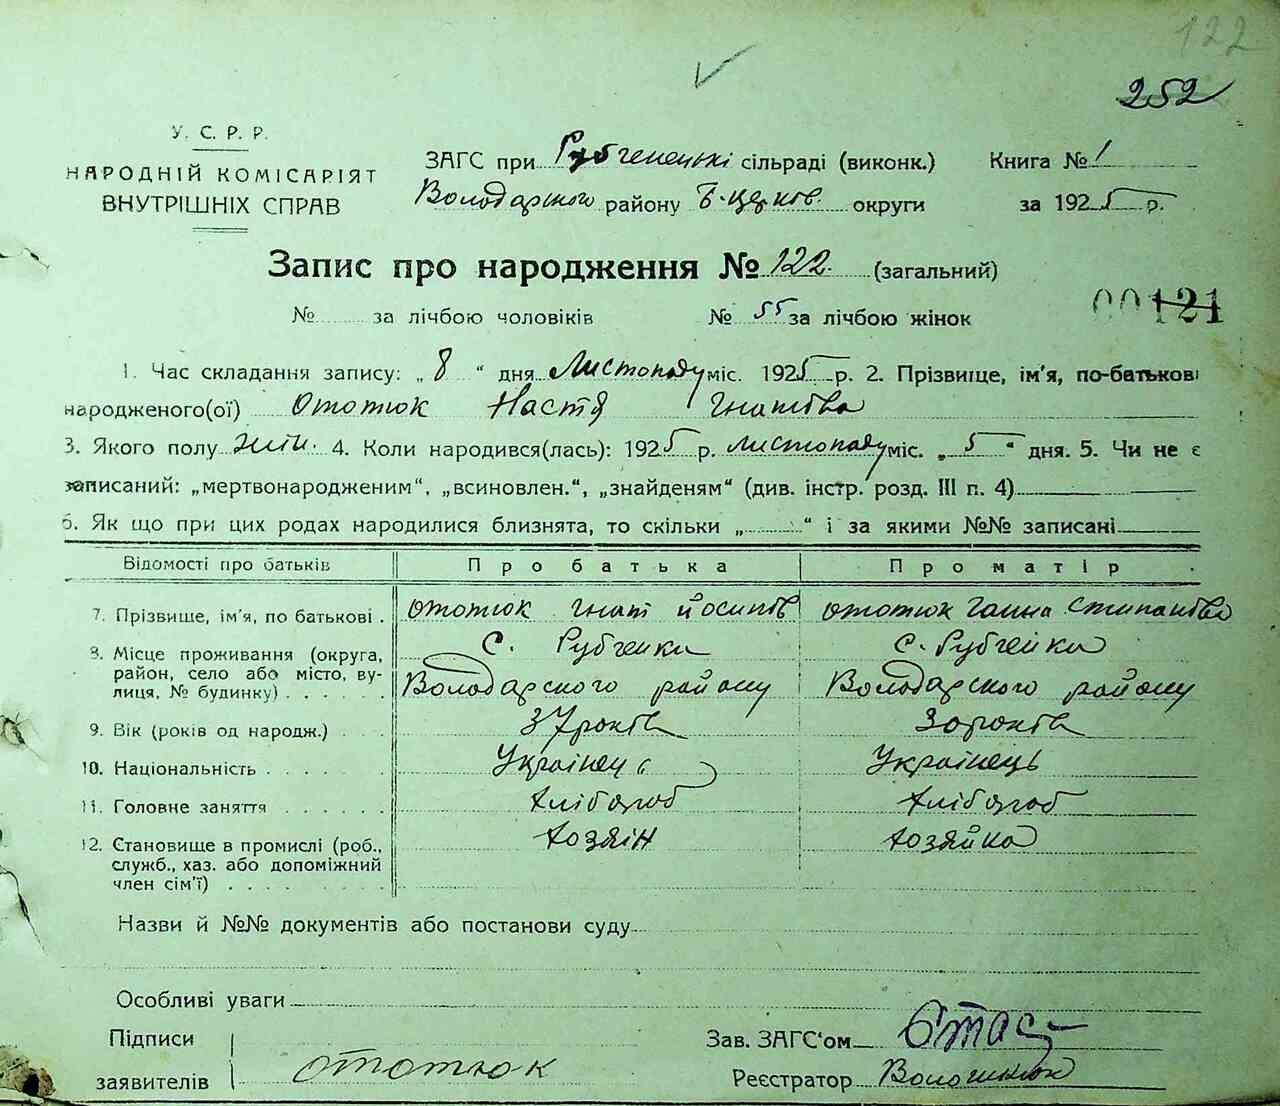 122
252
У. С. Р. Р.
НАРОДНІЙ КОМІСАРІЯТ
ВНУТРІШНІХ СПРАВ
ЗАГС при Рубченській сільраді (виконк.) Книга № 1
Володарського району Б-церков. округи за 1925 р.
Запис про народження № 122. (загальний)
№ за лічбою чоловіків № 55 за лічбою жінок
00121
1. Час складання запису: „ 8 “ дня Листопаду міс. 1925 р. 2. Прізвище, ім'я, по-батькові
народженого(ої) Ототюк Настя Гнатівна
3. Якого полу жін. 4. Коли народився(лась): 1925 р. листопаду міс. „ 5 “ дня. 5. Чи не є
записаний: „мертвонародженим“, „всиновлен.“, „знайденям“ (див. інстр. розд. III п. 4)
6. Як що при цих родах народилися близнята, то скільки „ “ і за якими №№ записані
Відомості про батьків Про батька Про матір
7. Прізвище, ім'я, по батькові . Ототюк Гнат Йосипів Ототюк Ганна Степанівна
8. Місце проживання (округа, район, село або місто, вулиця, № будинку) с. Рубченки Володарського району с. Рубченки Володарського району
9. Вік (років од народж.) 37 років 30 років
10. Національність Українець Українець
11. Головне заняття Хлібороб Хлібороб
12. Становище в промислі (роб., служб., хаз. або допоміжний член сім'ї) Хозяін Хозяйка
Назви й №№ документів або постанови суду
Особливі уваги
Підписи заявителів Ототюк
Зав. ЗАГС'ом
Реєстратор